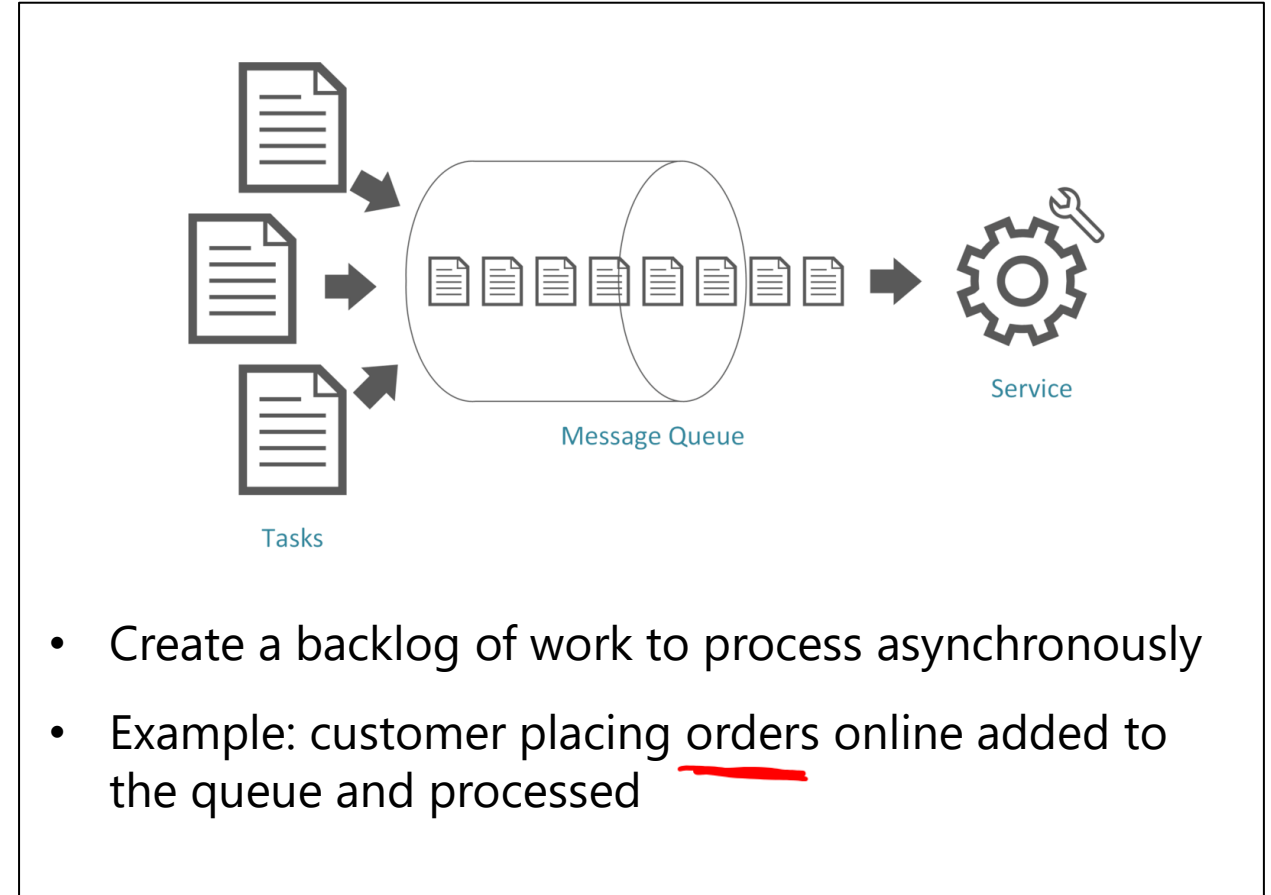 Service
Message Queue
Tasks
• Create a backlog of work to process asynchronously
• Example: customer placing orders online added to
the queue and processed